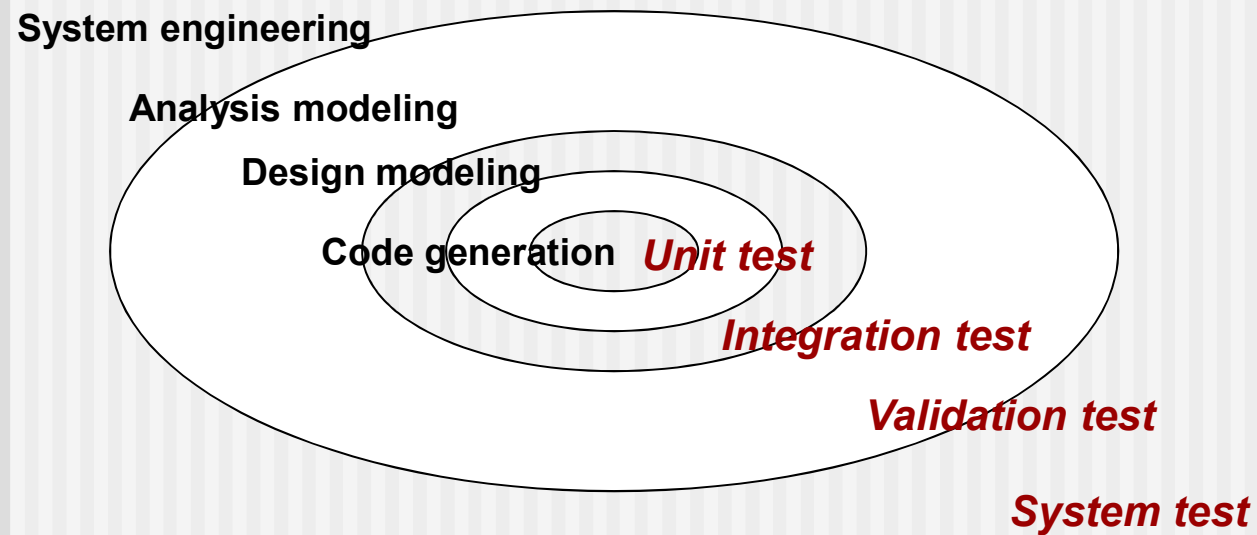 System engineering
Analysis modeling
Design modeling
Code generation Unit test
Integration test
Validation test
System test